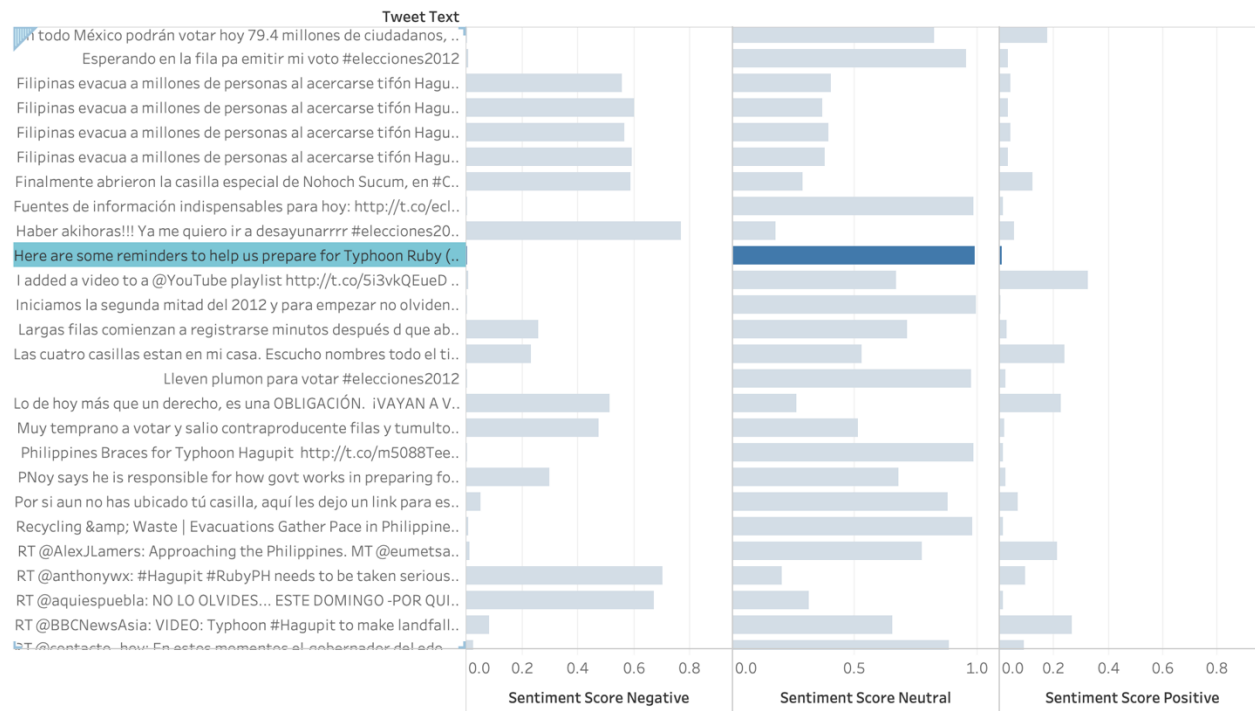 Tweet Text
n todo México podrán votar hoy 79.4 millones de ciudadanos, ..
Esperando en la fila pa emitir mi voto #elecciones2012
Filipinas evacua a millones de personas al acercarse tifón Hagu..
Filipinas evacua a millones de personas al acercarse tifón Hagu..
Filipinas evacua a millones de personas al acercarse tifón Hagu..
Filipinas evacua a millones de personas al acercarse tifón Hagu..
Finalmente abrieron la casilla especial de Nohoch Sucum, en #C..
Fuentes de información indispensables para hoy: http://t.co/ecl..
Haber akihoras!!! Ya me quiero ir a desayunarrrr #elecciones20..
Here are some reminders to help us prepare for Typhoon Ruby (..
I added a video to a @YouTube playlist http://t.co/5i3vkQEueD ..
Iniciamos la segunda mitad del 2012 y para empezar no olviden..
Largas filas comienzan a registrarse minutos después d que ab..
Las cuatro casillas estan en mi casa. Escucho nombres todo el ti..
Lleven plumon para votar #elecciones2012
Lo de hoy más que un derecho, es una OBLIGACIÓN. ¡VAYAN A V..
Muy temprano a votar y salio contraproducente filas y tumulto..
Philippines Braces for Typhoon Hagupit http://t.co/m5088Tee..
PNoy says he is responsible for how govt works in preparing fo..
Por si aun no has ubicado tú casilla, aquí les dejo un link para es..
Recycling &amp; Waste | Evacuations Gather Pace in Philippine..
RT @AlexJLamers: Approaching the Philippines. MT @eumetsa..
RT @anthonywx: #Hagupit #RubyPH needs to be taken serious..
RT @aquiespuebla: NO LO OLVIDES... ESTE DOMINGO -POR QUI..
RT @BBCNewsAsia: VIDEO: Typhoon #Hagupit to make landfall..
RT @contacto_hoy: En estos momentos el gobernador del edo..
0.0 0.2 0.4 0.6 0.8 0.0 0.5 1.0 0.0 0.2 0.4 0.6 0.8
Sentiment Score Negative Sentiment Score Neutral Sentiment Score Positive